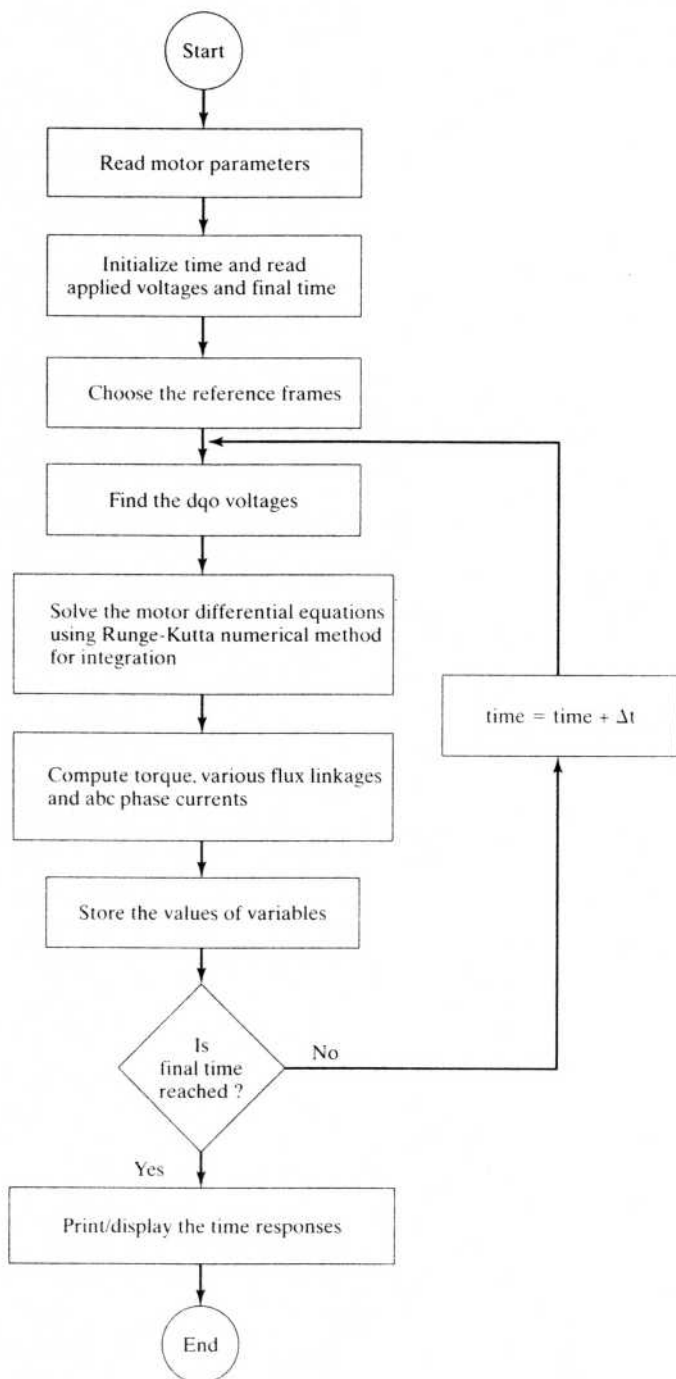 Start
Read motor parameters
Initialize time and read
applied voltages and final time
Choose the reference frames
Find the dqo voltages
Solve the motor differential equations
using Runge-Kutta numerical method
for integration
time = time + Δt
Compute torque, various flux linkages
and abc phase currents
Store the values of variables
Is
final time
reached ?
No
Yes
Print/display the time responses
End